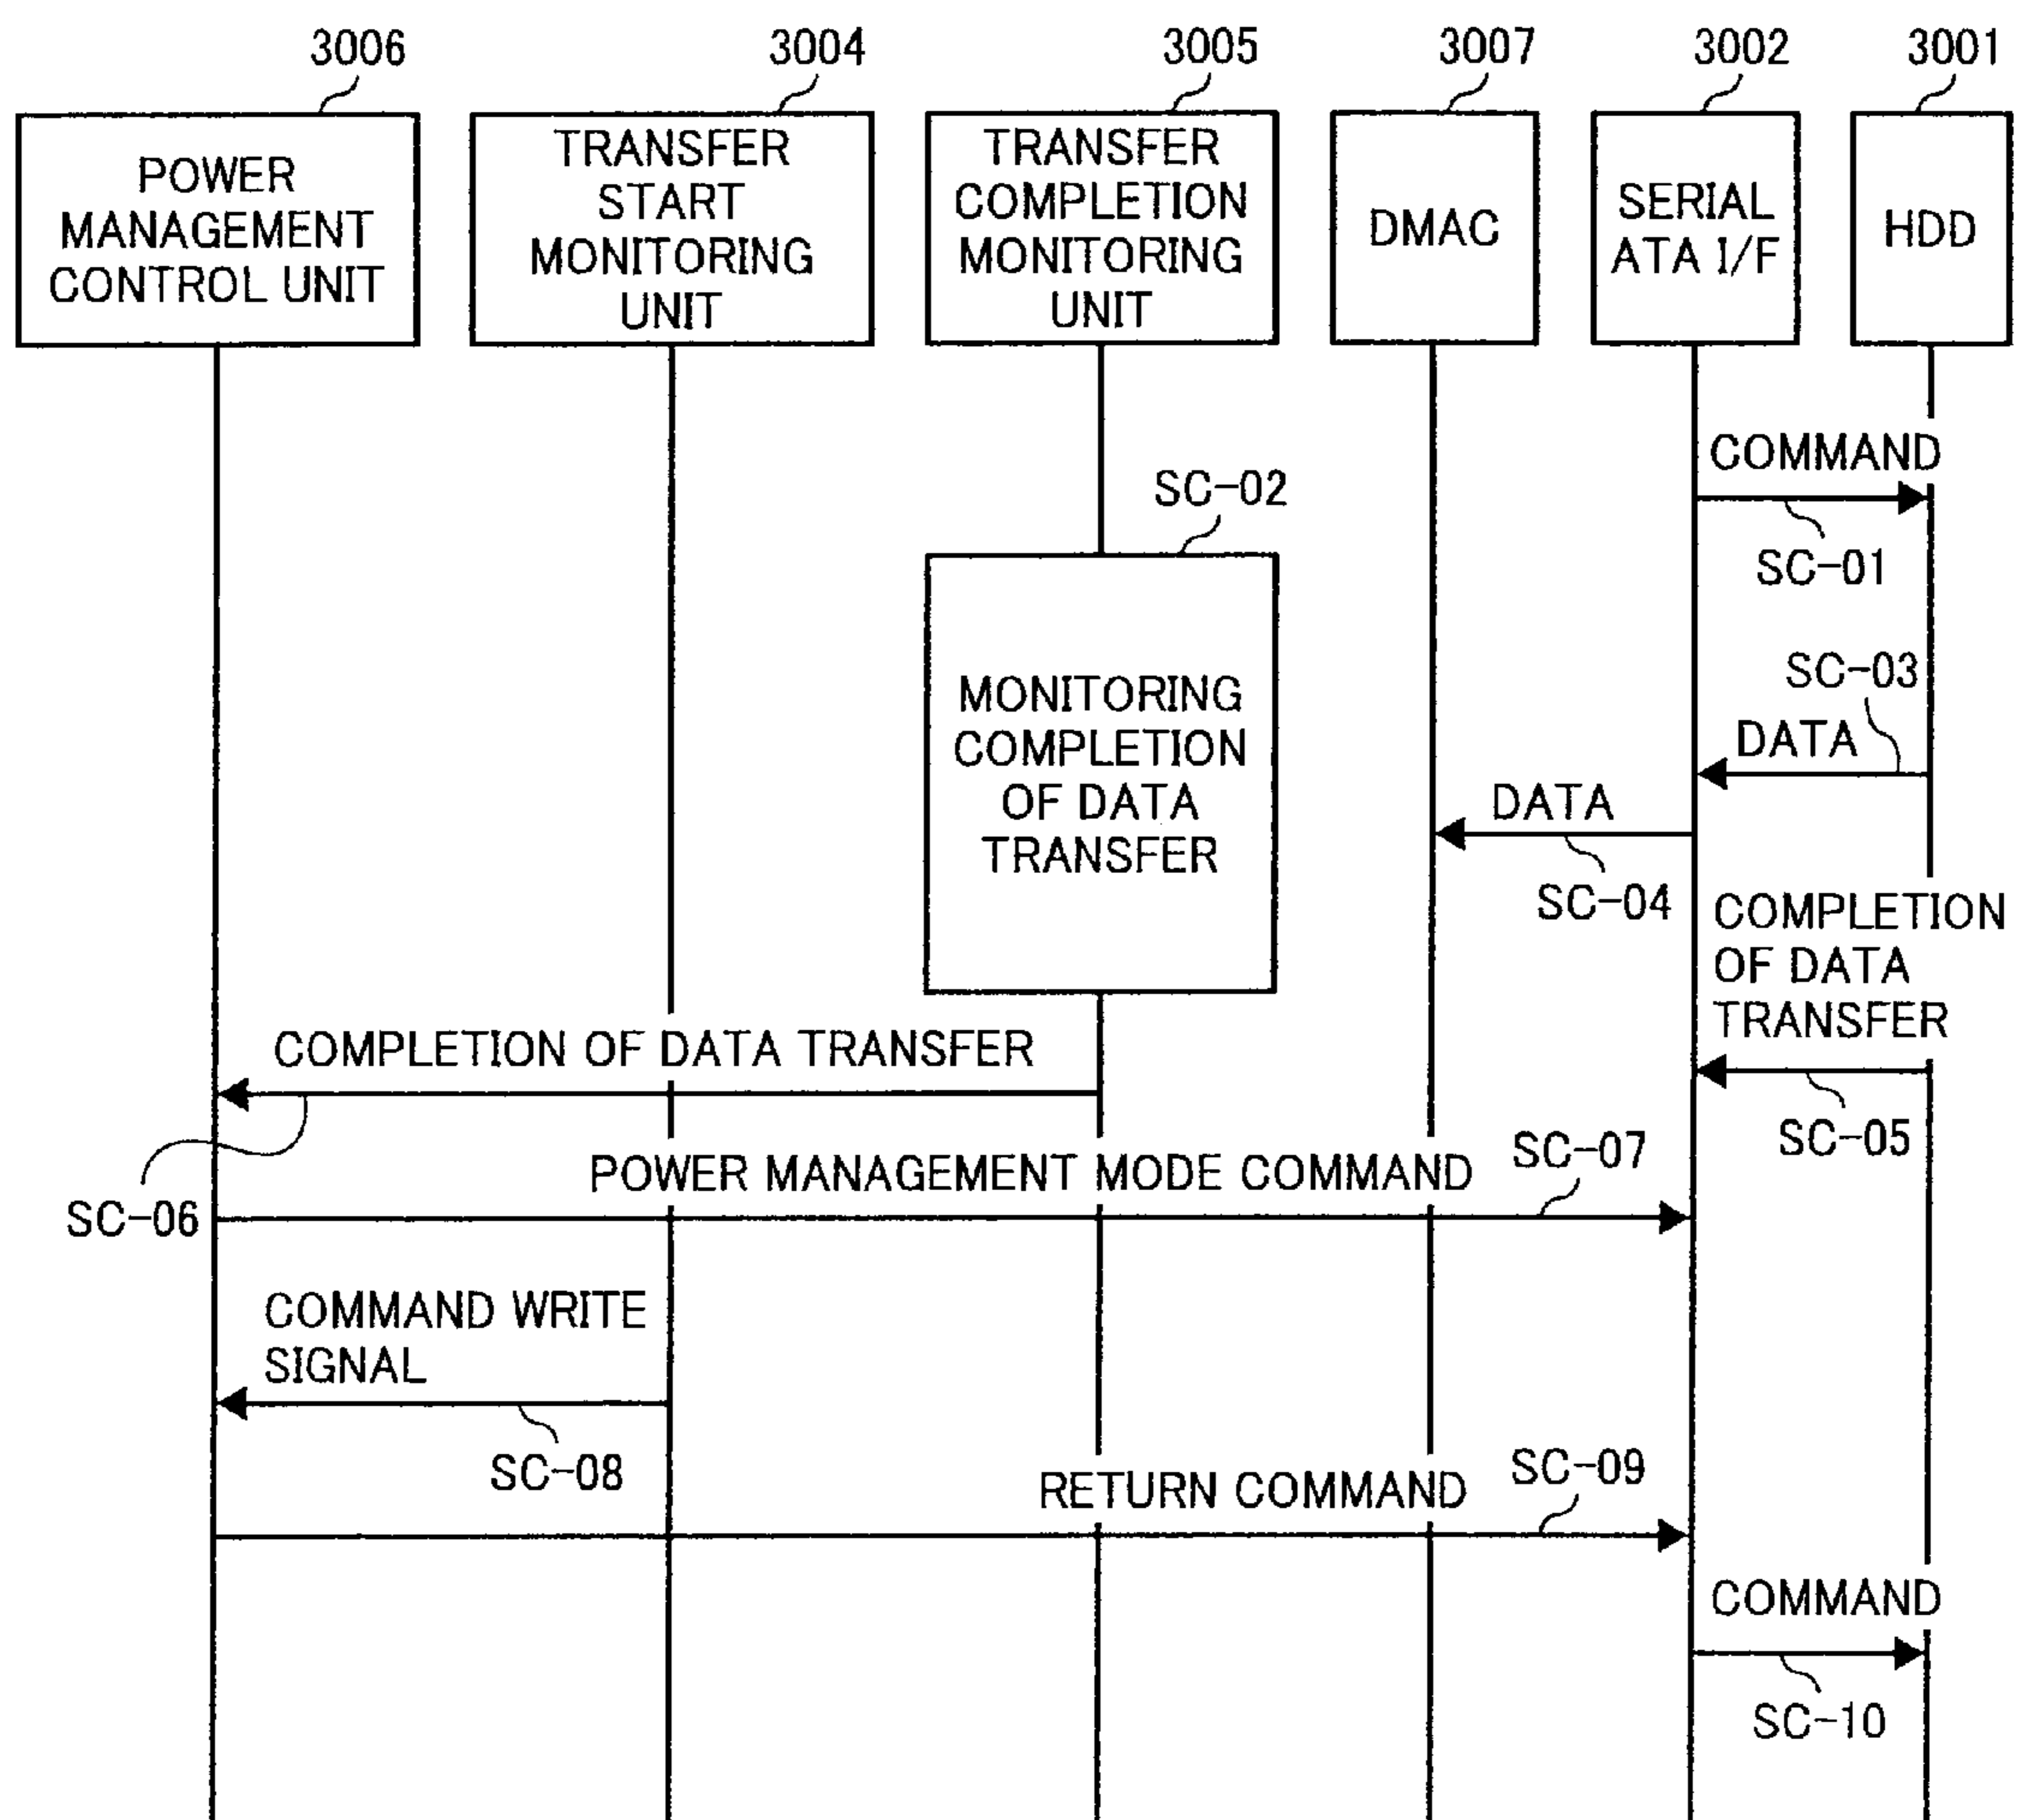 3006 3004 3005 3007 3002 3001
POWER
MANAGEMENT
CONTROL UNIT
TRANSFER
START
MONITORING
UNIT
TRANSFER
COMPLETION
MONITORING
UNIT
DMAC
SERIAL
ATA I/F
HDD
COMMAND
SC-01
SC-02
MONITORING
COMPLETION
OF DATA
TRANSFER
SC-03
DATA
DATA
SC-04
COMPLETION
OF DATA
TRANSFER
SC-05
COMPLETION OF DATA TRANSFER
SC-06
POWER MANAGEMENT MODE COMMAND
SC-07
COMMAND WRITE
SIGNAL
SC-08
RETURN COMMAND
SC-09
COMMAND
SC-10